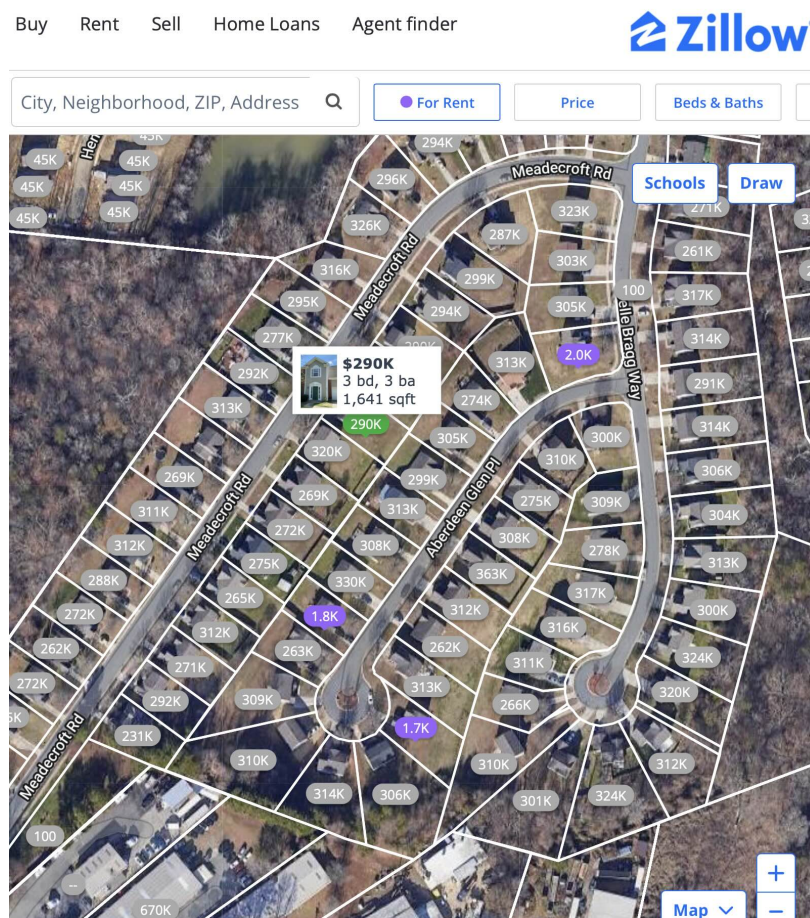 Buy Rent Sell Home Loans Agent finder Zillow
City, Neighborhood, ZIP, Address For Rent Price Beds & Baths
Schools Draw
294K
45K
Meadecroft Rd
45K 45K
296K
45K 45K
45K 45K
271K
323K
326K
287K
261K
303K
316K
299K
Meadecroft Rd
100
317K
295K
305K
294K
277K
314K
2.0K
$290K
3 bd, 3 ba
1,641 sqft
313K
elle Bragg Way
292K
291K
274K
313K
290K
314K
305K
300K
320K
310K
306K
269K
299K
Aberdeen Glen Pl
269K
275K
309K
311K
313K
304K
Meadecroft Rd
272K
308K
312K
308K
278K
275K
313K
363K
288K
330K
317K
265K
312K
300K
272K
1.8K
316K
312K
262K
263K
262K
324K
271K
311K
272K
313K
320K
292K
309K
266K
5K
1.7K
231K
Meadecroft Rd
310K
310K
312K
314K
306K
324K
301K
100
--
+
670K
Map −